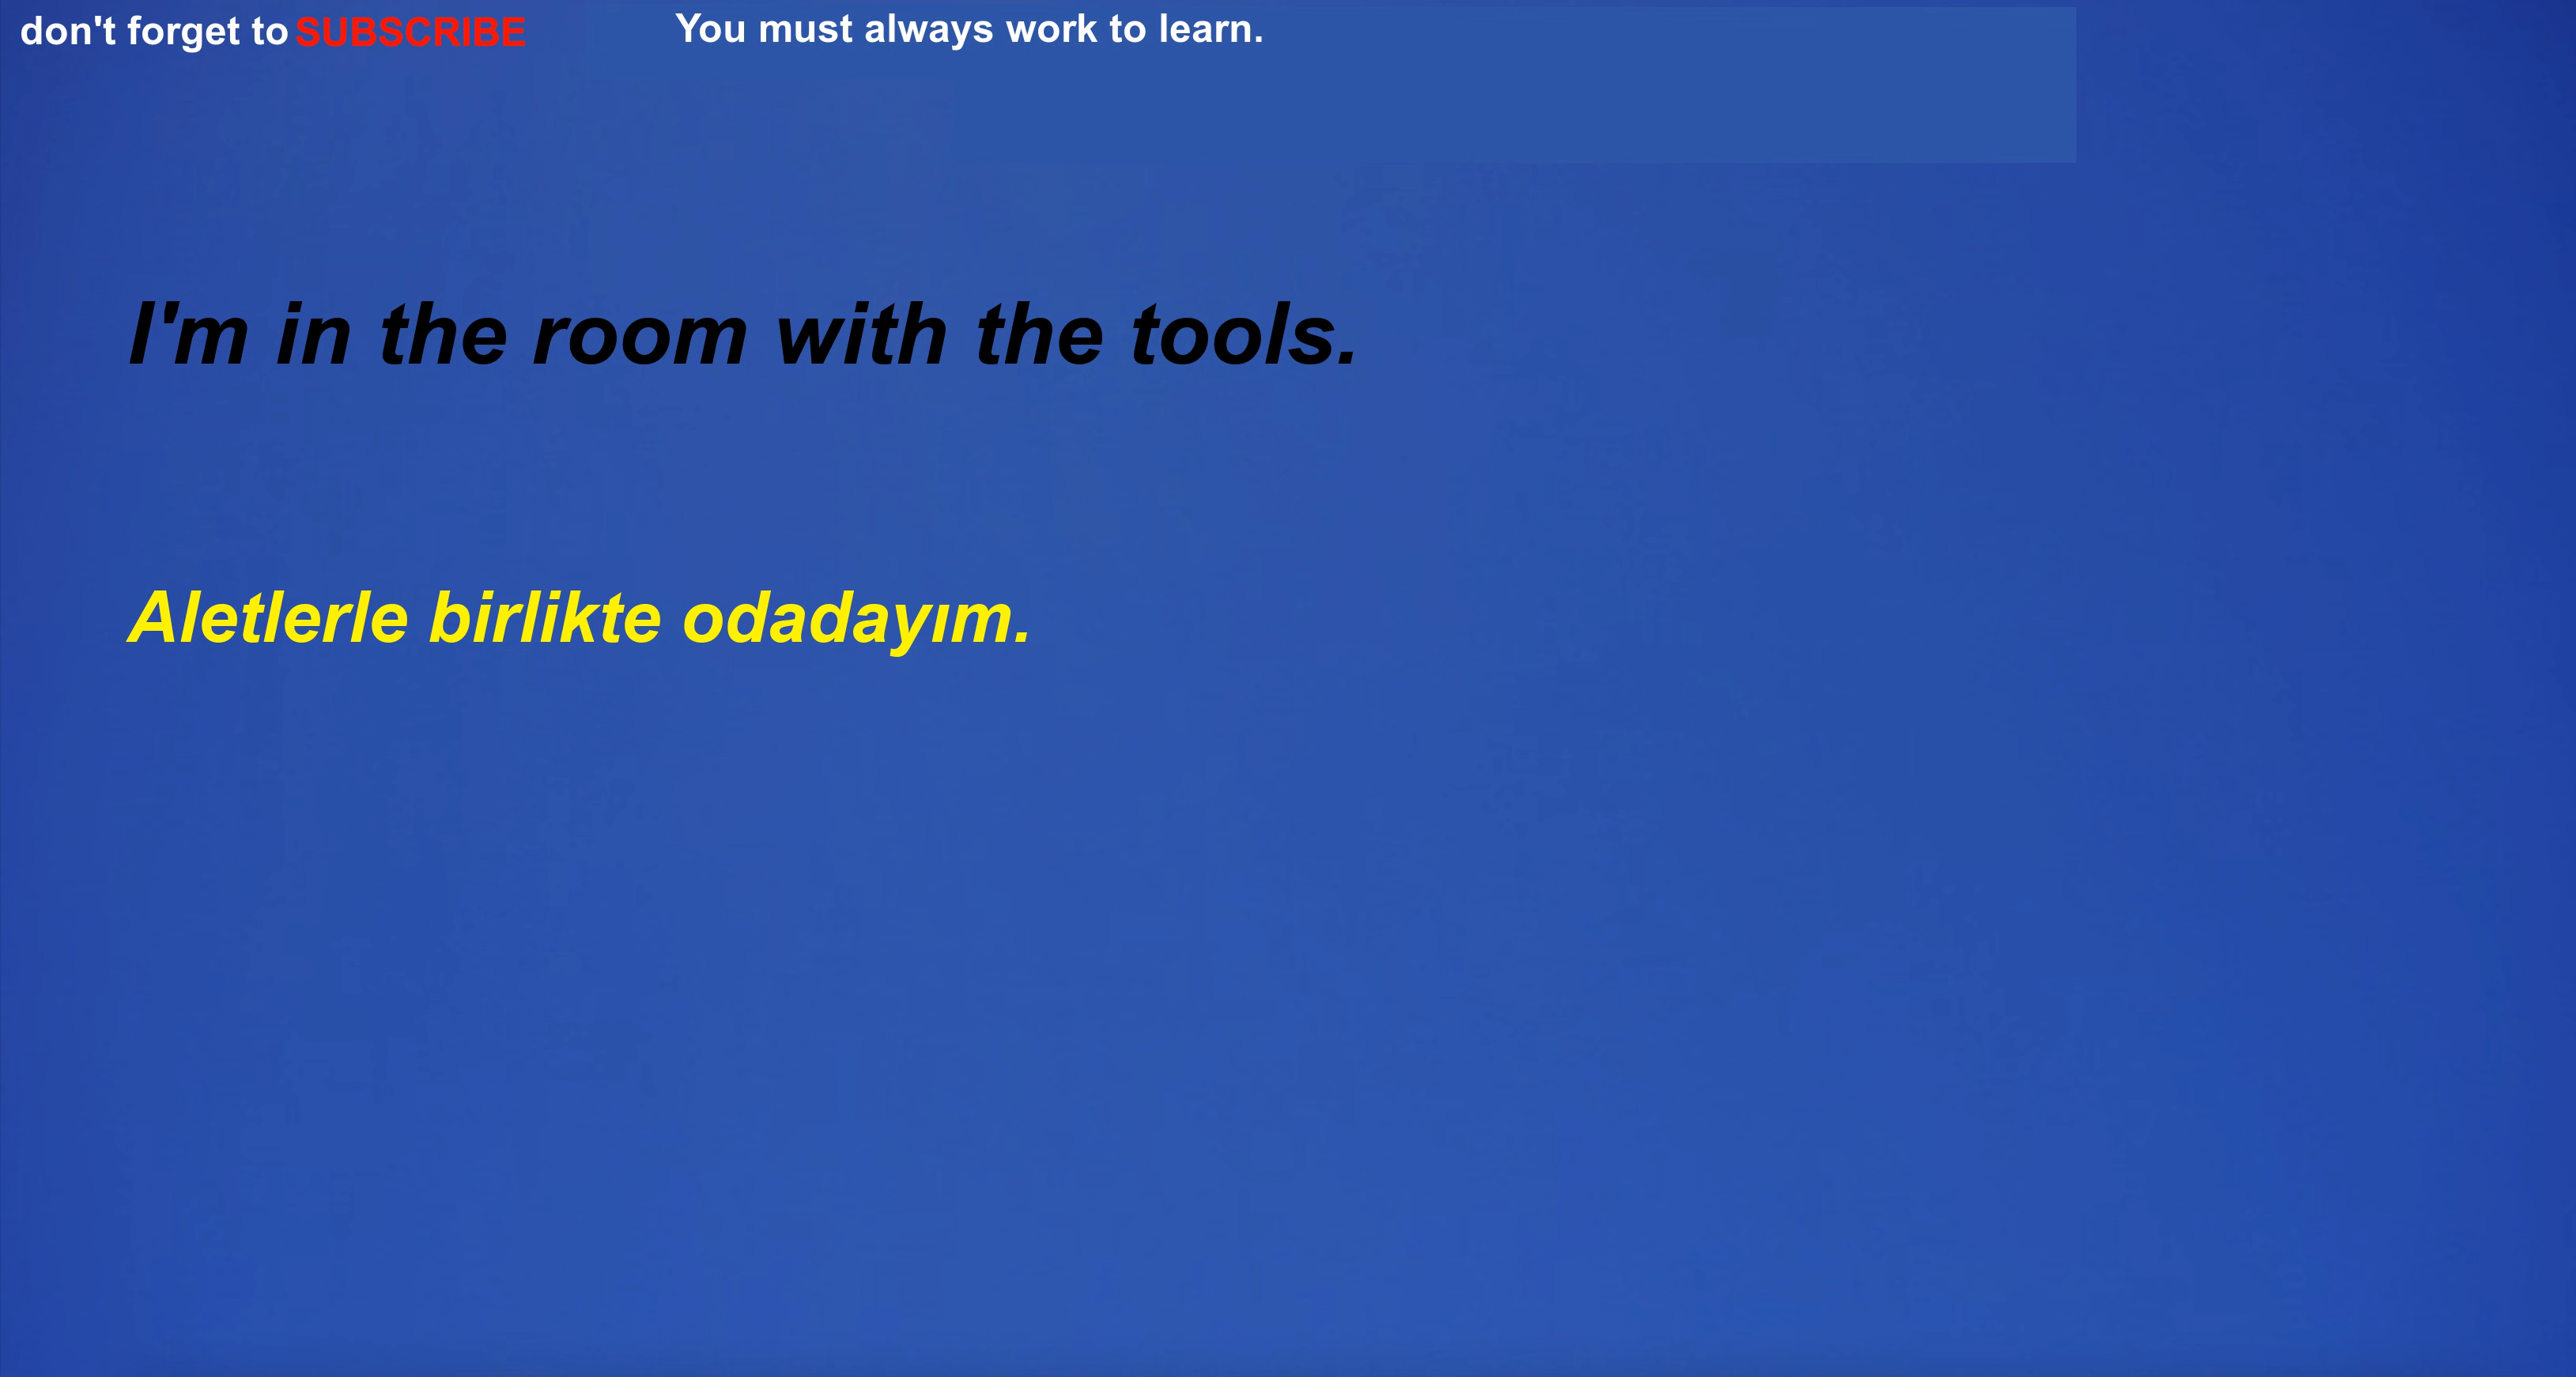 don't forget to SUBSCRIBE
You must always work to learn.
I'm in the room with the tools.
Aletlerle birlikte odadayım.